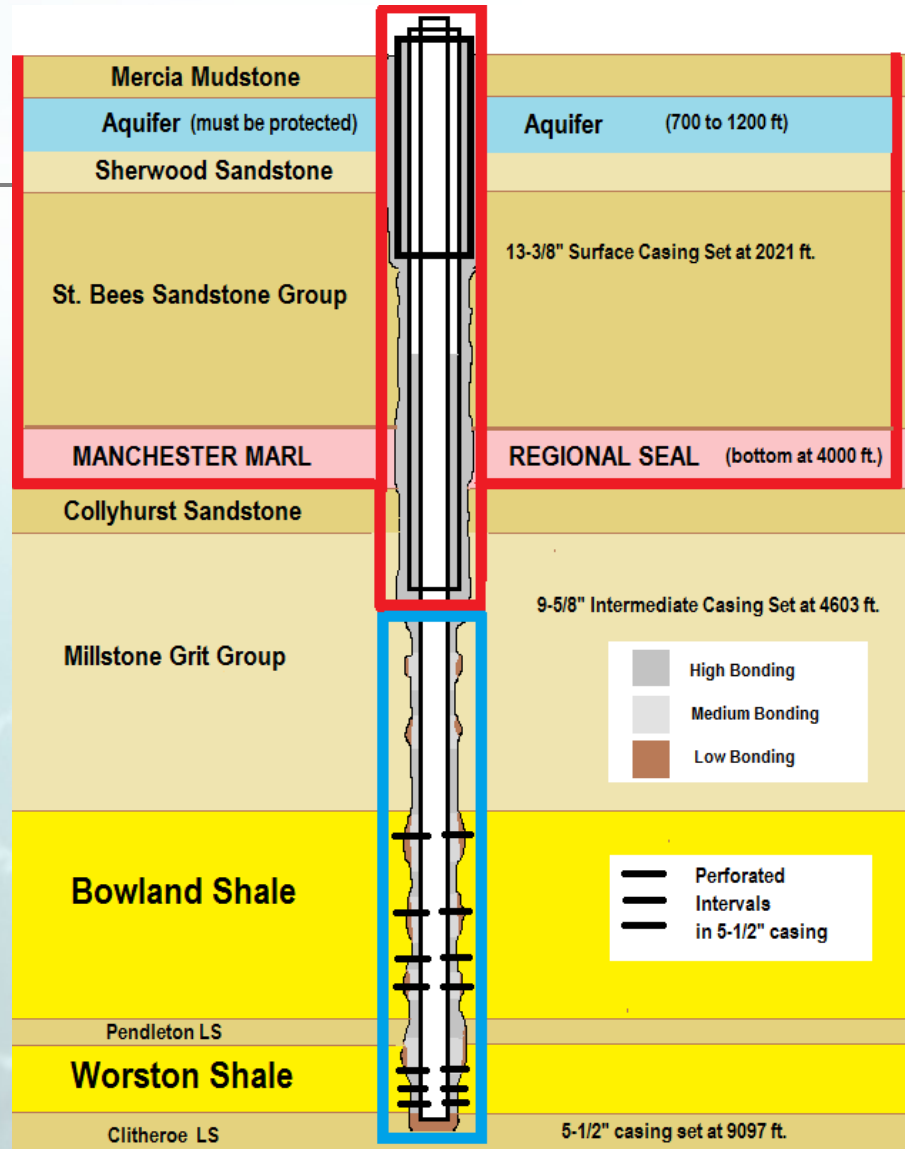 Mercia Mudstone
Aquifer (must be protected)
Aquifer (700 to 1200 ft)
Sherwood Sandstone
13-3/8" Surface Casing Set at 2021 ft.
St. Bees Sandstone Group
MANCHESTER MARL
REGIONAL SEAL (bottom at 4000 ft.)
Collyhurst Sandstone
9-5/8" Intermediate Casing Set at 4603 ft.
Millstone Grit Group
High Bonding
Medium Bonding
Low Bonding
Bowland Shale
Perforated
Intervals
in 5-1/2" casing
Pendleton LS
Worston Shale
Clitheroe LS
5-1/2" casing set at 9097 ft.